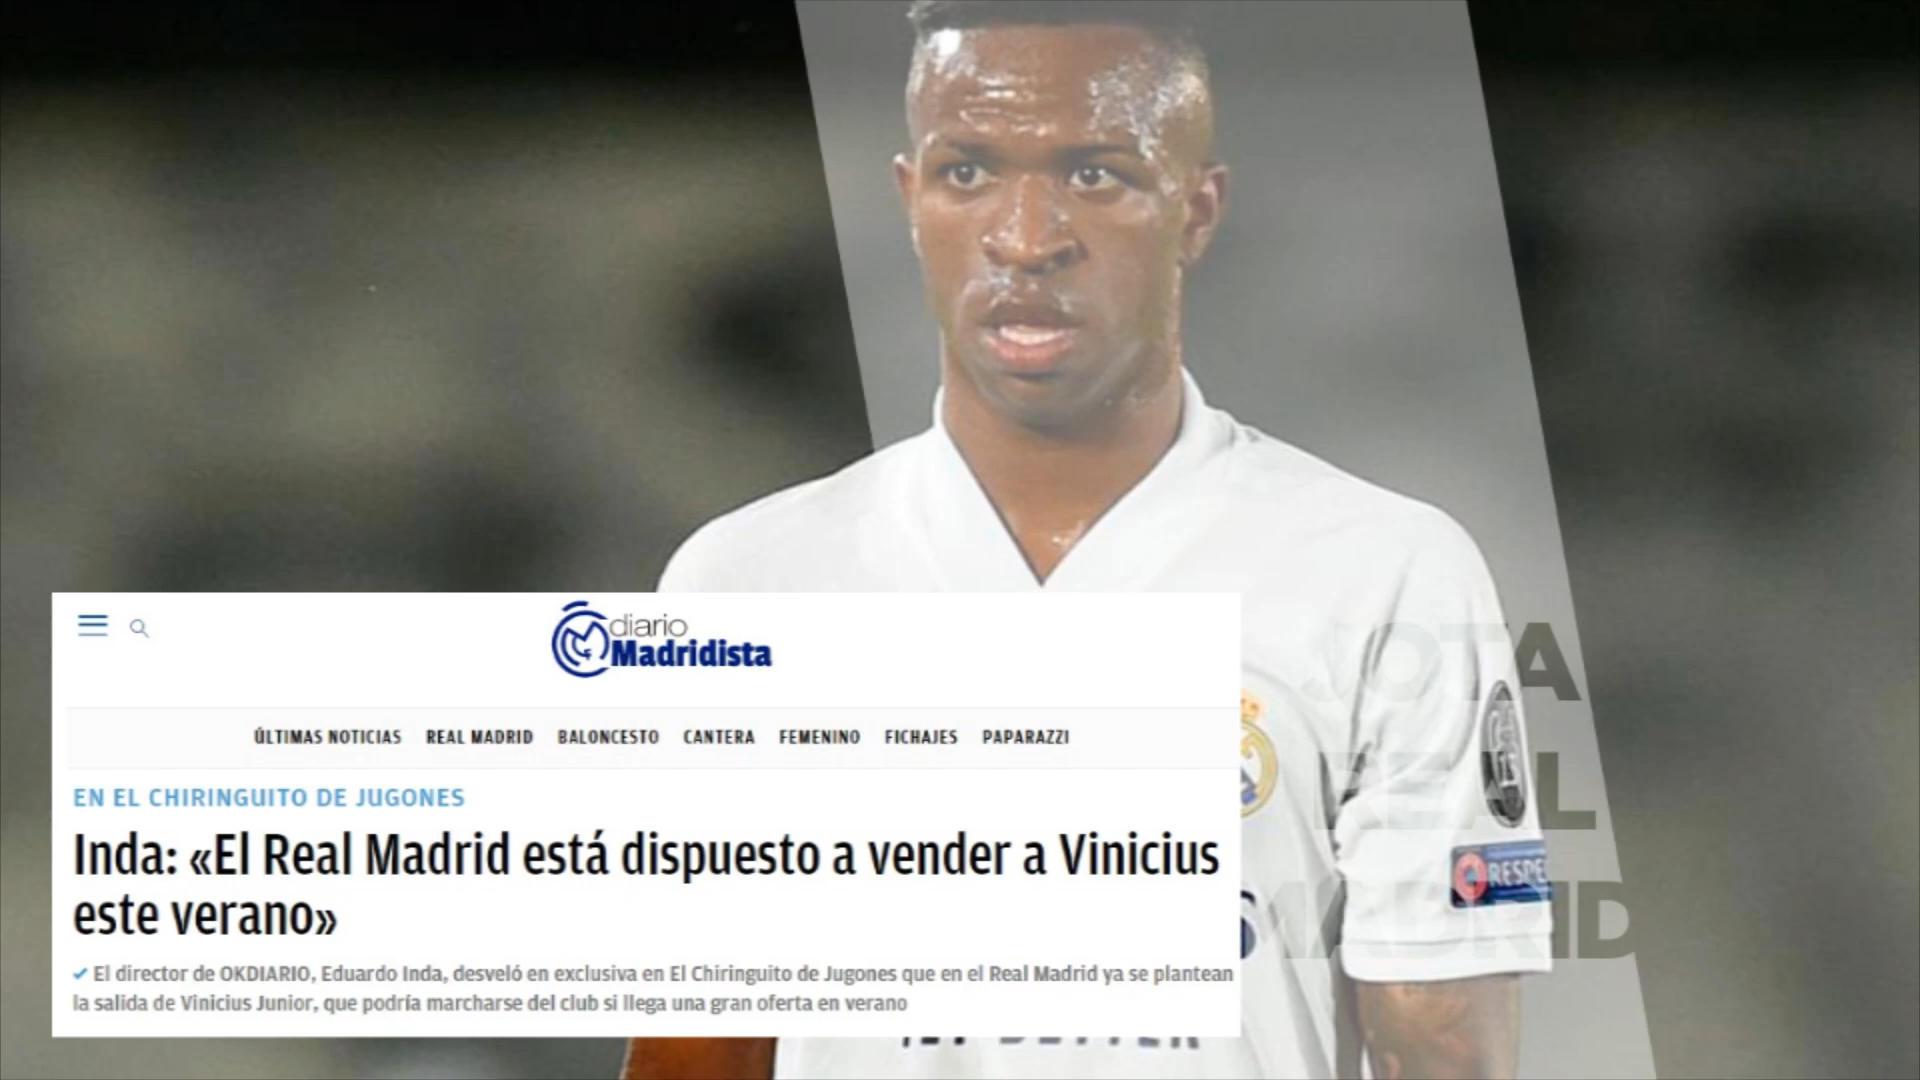 diario
Madridista
ÚLTIMAS NOTICIAS REAL MADRID BALONCESTO CANTERA FEMENINO FICHAJES PAPARAZZI
EN EL CHIRINGUITO DE JUGONES
Inda: «El Real Madrid está dispuesto a vender a Vinicius
este verano»
El director de OKDIARIO, Eduardo Inda, desveló en exclusiva en El Chiringuito de Jugones que en el Real Madrid ya se plantean
la salida de Vinicius Junior, que podría marcharse del club si llega una gran oferta en verano
JOTA
REAL
MADRID